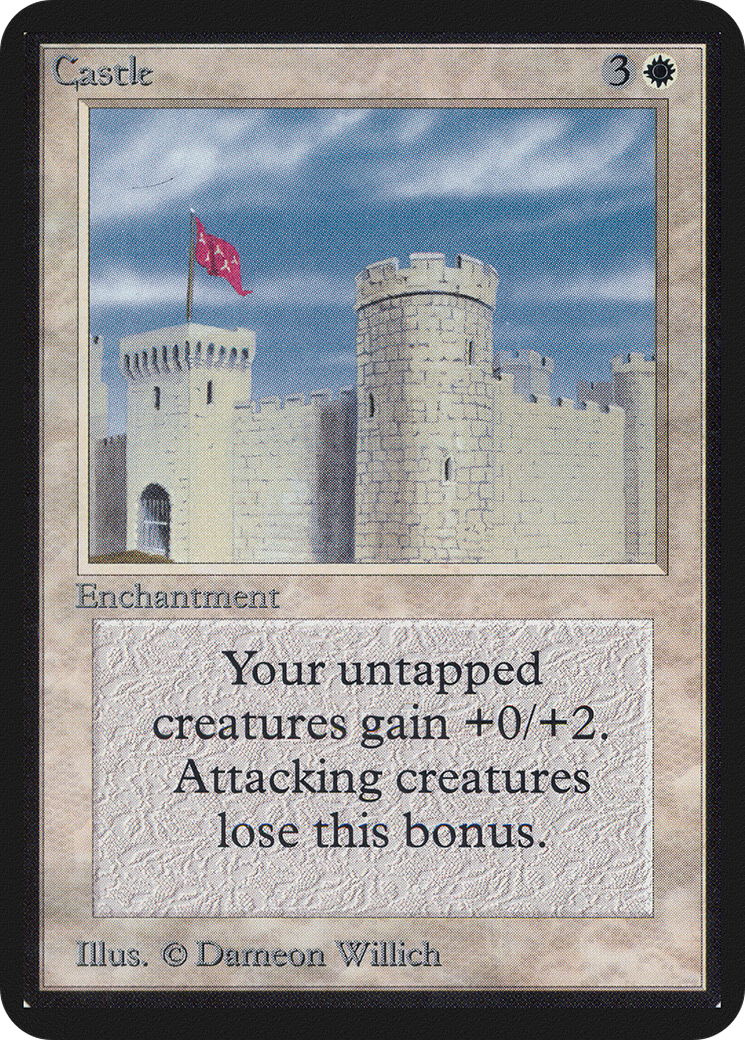 Castle 3
Enchantment
Your untapped
creatures gain +0/+2.
Attacking creatures
lose this bonus.
Illus. © Dameon Willich